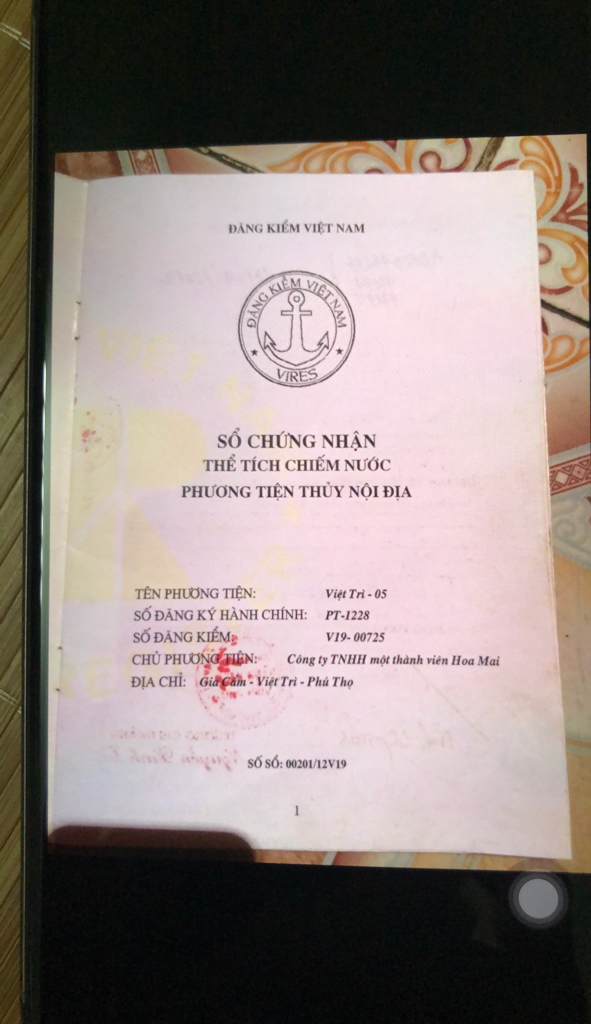 ĐĂNG KIỂM VIỆT NAM
ĐĂNG KIỂM VIỆT NAM
VIRES
SỔ CHỨNG NHẬN
THỂ TÍCH CHIẾM NƯỚC
PHƯƠNG TIỆN THỦY NỘI ĐỊA
TÊN PHƯƠNG TIỆN: Việt Trì - 05
SỐ ĐĂNG KÝ HÀNH CHÍNH: PT-1228
SỐ ĐĂNG KIỂM: V19- 00725
CHỦ PHƯƠNG TIỆN: Công ty TNHH một thành viên Hoa Mai
ĐỊA CHỈ: Gia Cẩm - Việt Trì - Phú Thọ
SỐ SỔ: 00201/12V19
1